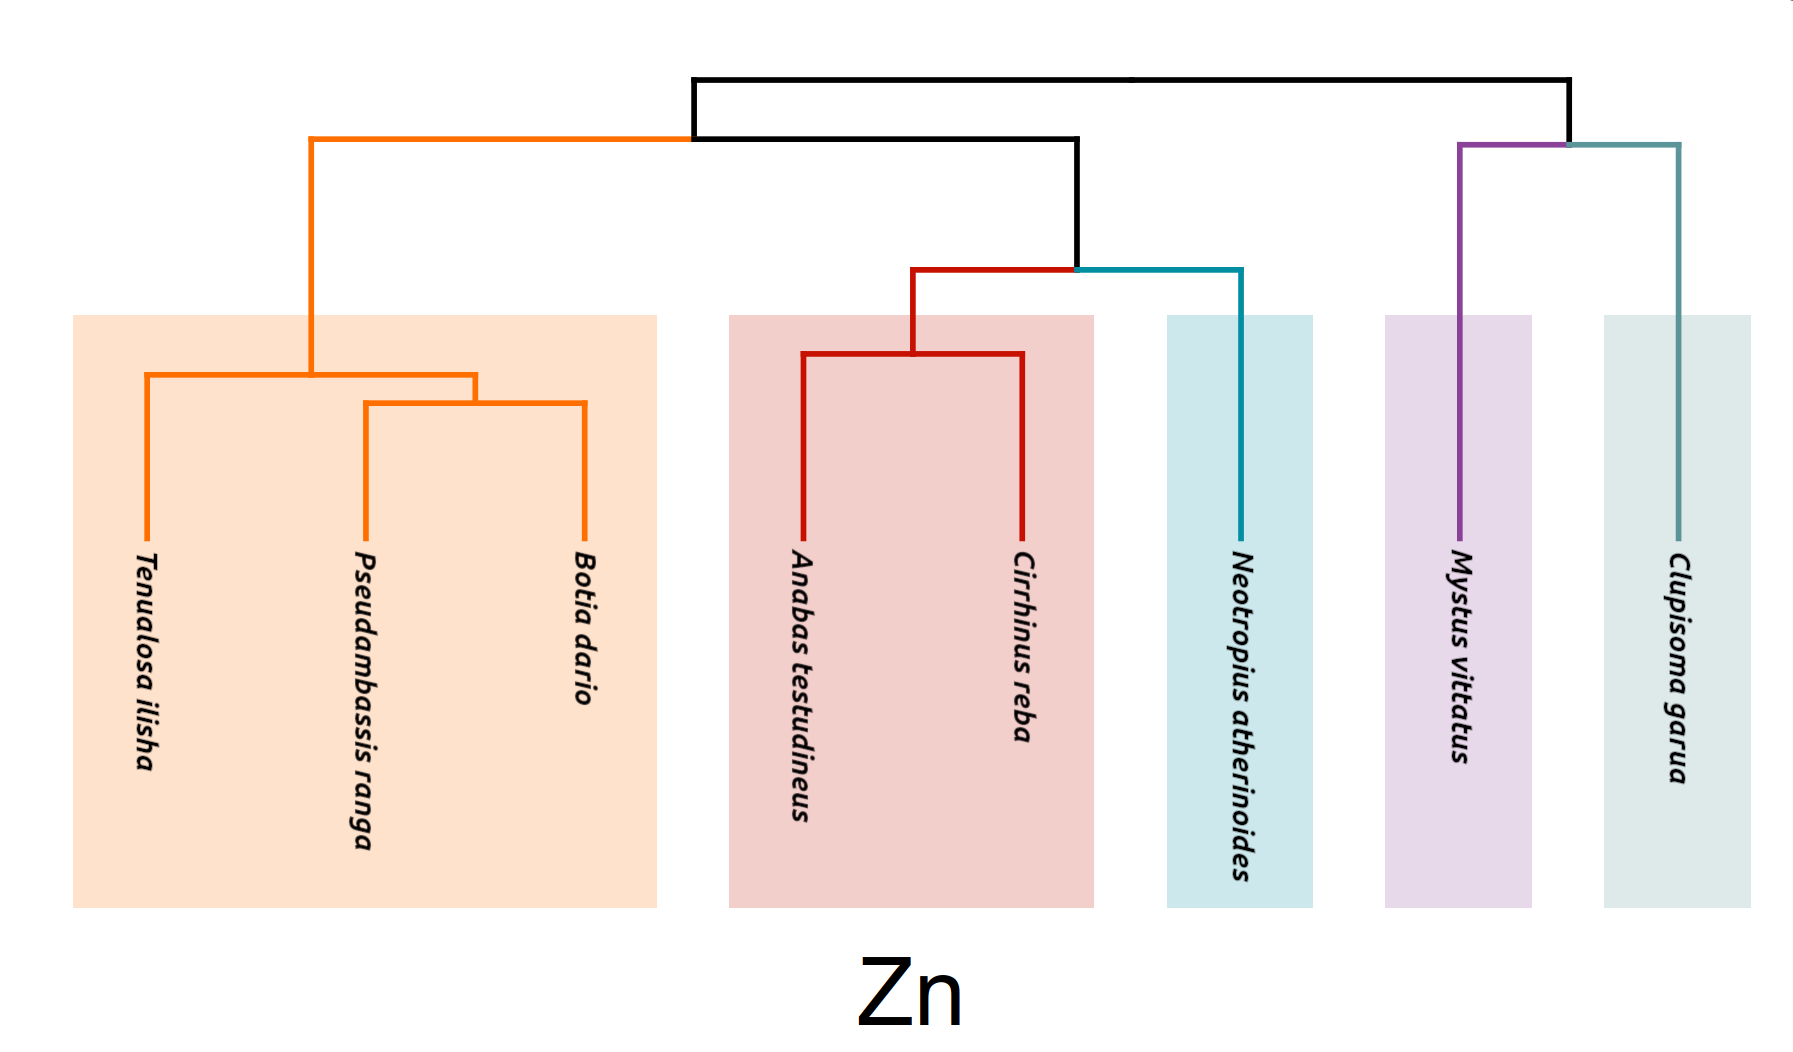 Tenualosa ilisha
Pseudambassis ranga
Botia dario
Anabas testudineus
Cirrhinus reba
Neotropius atherinoides
Mystus vittatus
Clupisoma garua
Zn